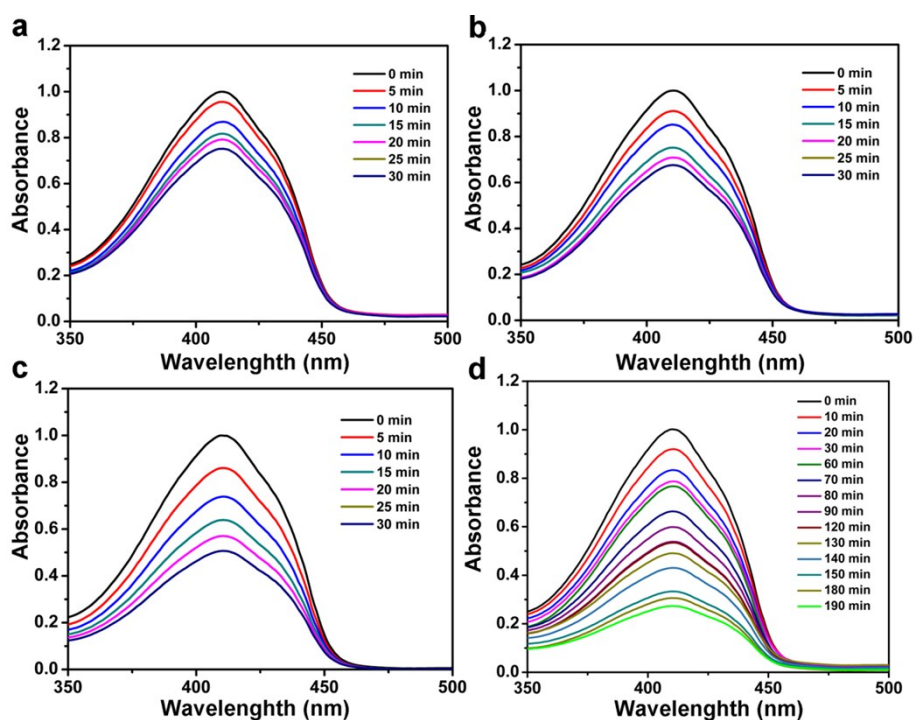 a
1.2
1.0
0.8
0.6
0.4
0.2
0.0
Absorbance
0 min
5 min
10 min
15 min
20 min
25 min
30 min
350 400 450 500
Wavelenghth (nm)
b
1.2
1.0
0.8
0.6
0.4
0.2
0.0
Absorbance
0 min
5 min
10 min
15 min
20 min
25 min
30 min
350 400 450 500
Wavelenghth (nm)
c
1.2
1.0
0.8
0.6
0.4
0.2
0.0
Absorbance
0 min
5 min
10 min
15 min
20 min
25 min
30 min
350 400 450 500
Wavelenghth (nm)
d
1.2
1.0
0.8
0.6
0.4
0.2
0.0
Absorbance
0 min
10 min
20 min
30 min
60 min
70 min
80 min
90 min
120 min
130 min
140 min
150 min
180 min
190 min
350 400 450 500
Wavelenghth (nm)